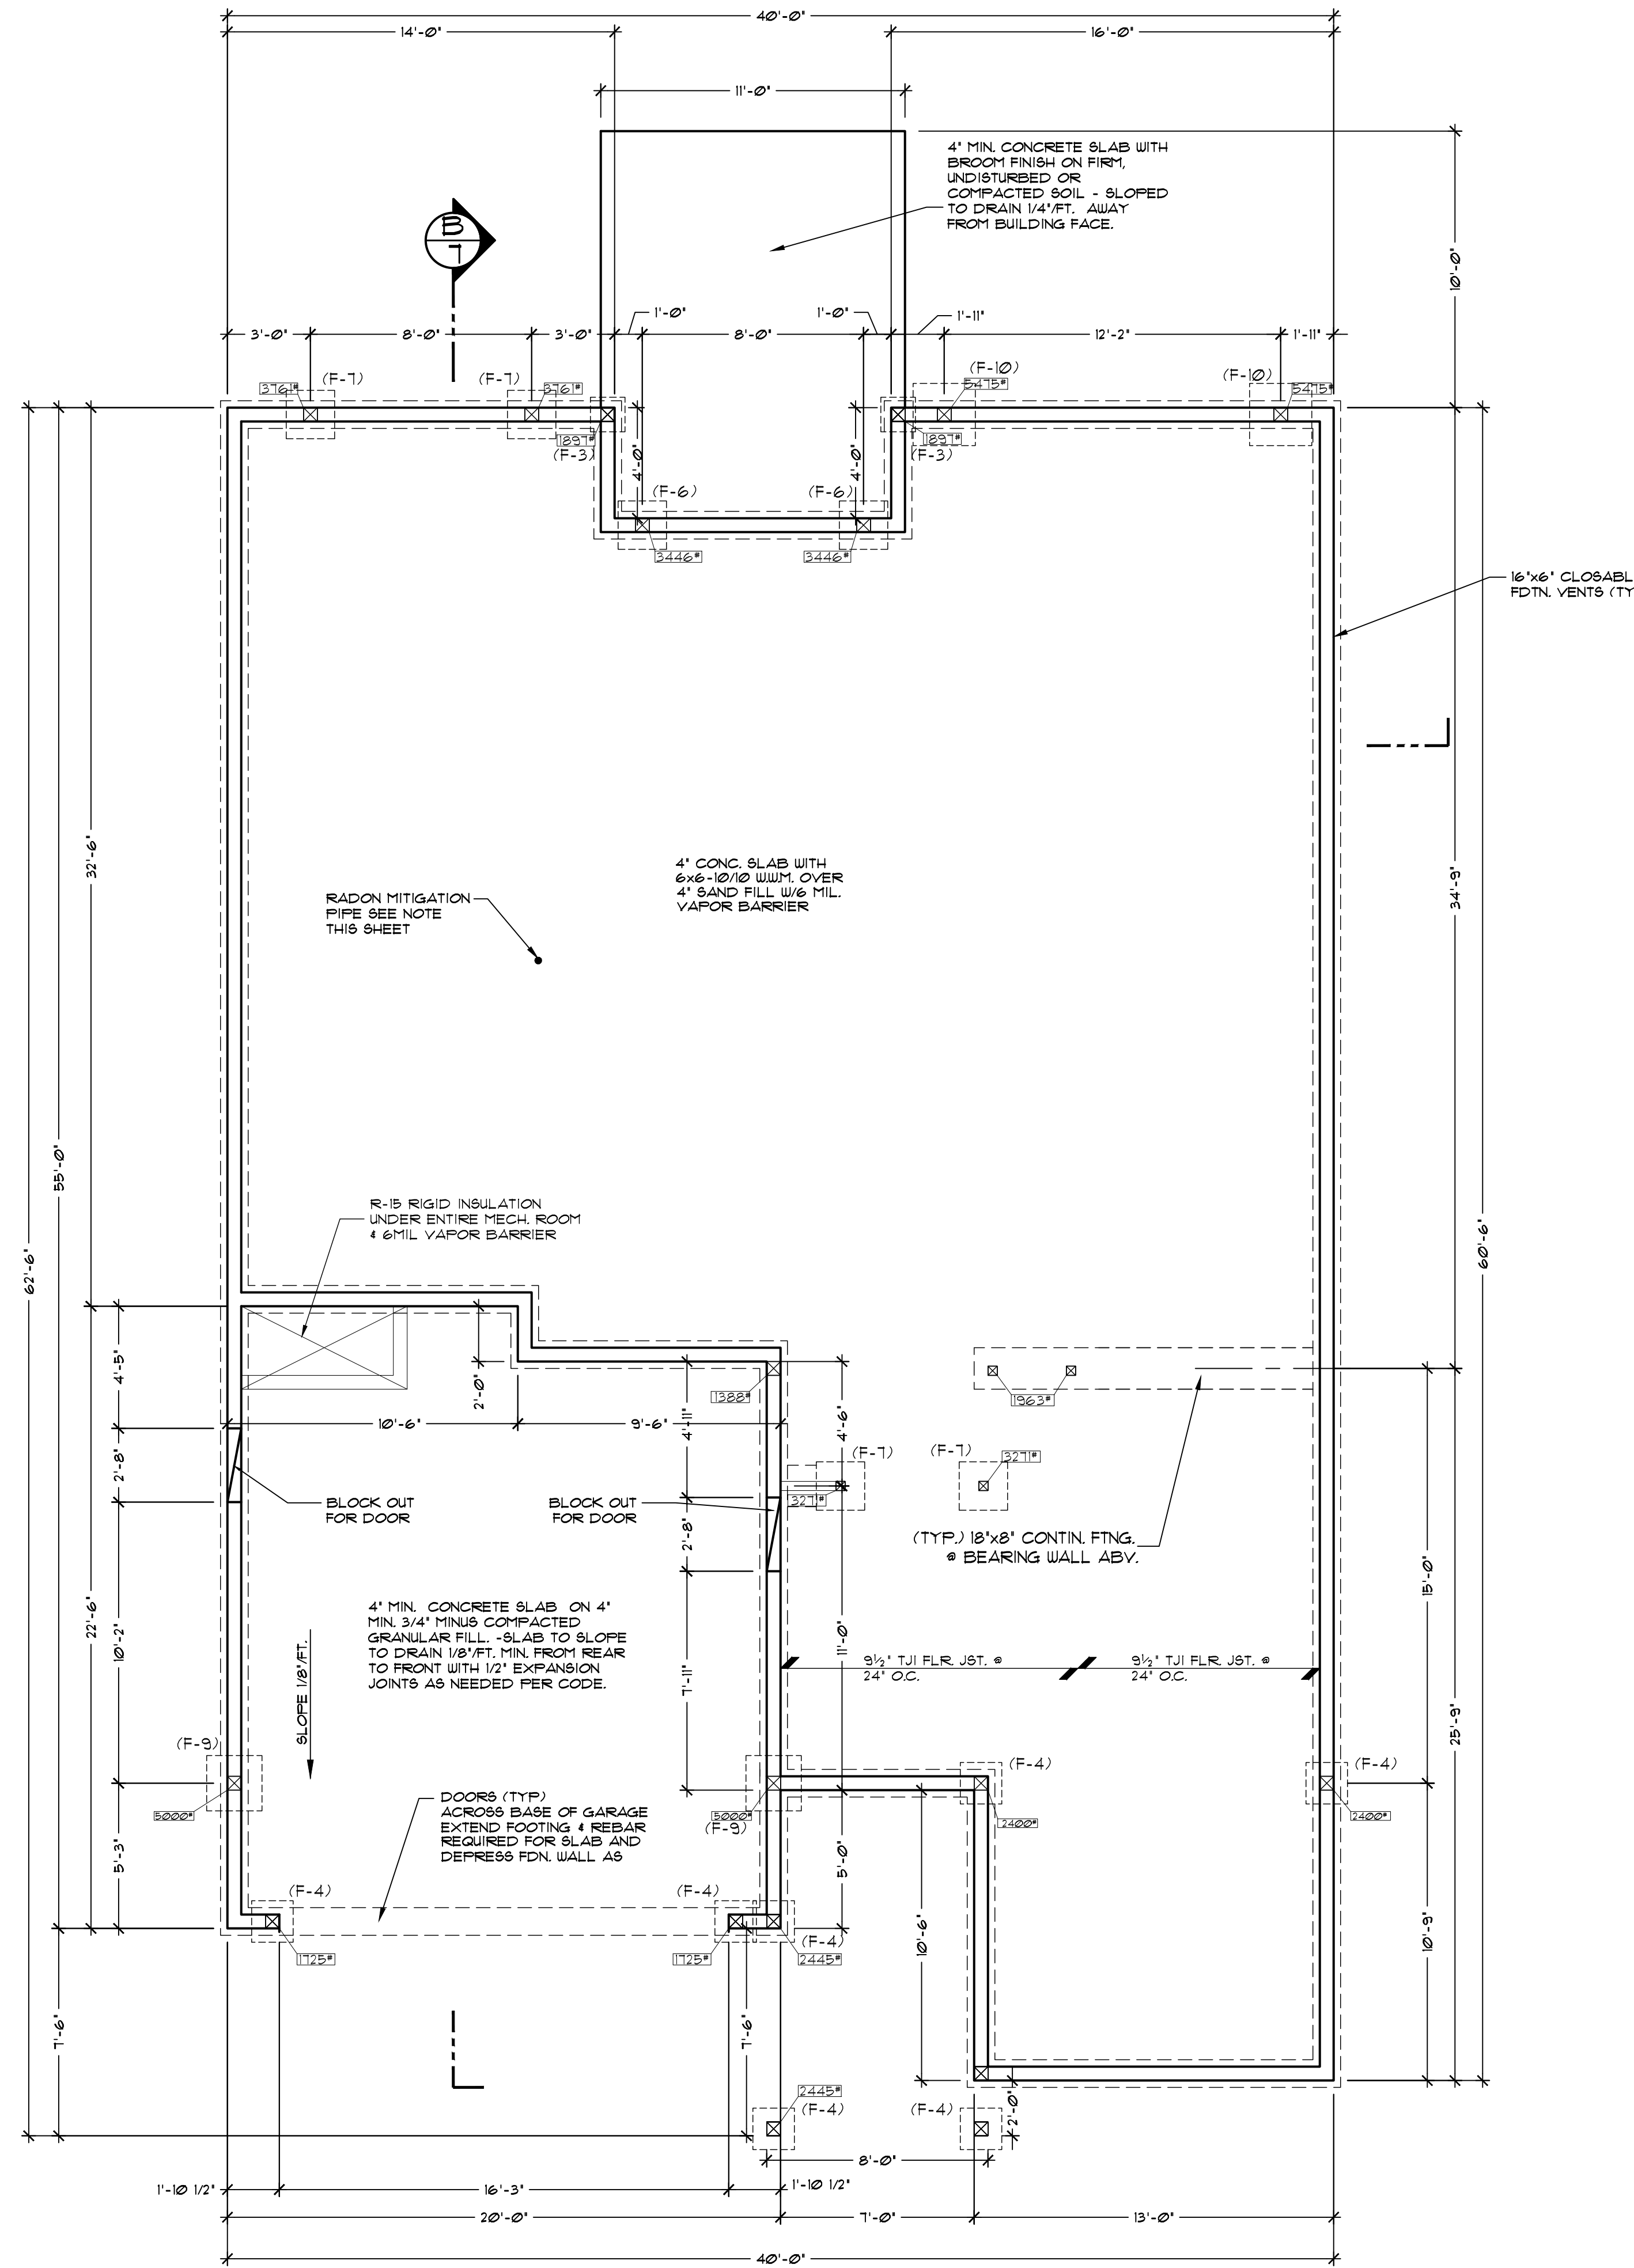 40'-0"
14'-0"
16'-0"
11'-0"
4" MIN. CONCRETE SLAB WITH
BROOM FINISH ON FIRM,
UNDISTURBED OR
COMPACTED SOIL - SLOPED
TO DRAIN 1/4"/FT. AWAY
FROM BUILDING FACE.
B
7
10'-0"
1'-0"
1'-0"
1'-11"
3'-0"
8'-0"
3'-0"
8'-0"
12'-2"
1'-11"
(F-7)
(F-7)
(F-10)
(F-10)
3761#
3761#
5475#
5475#
1897#
1897#
(F-3)
(F-3)
4'-0"
4'-0"
(F-6)
(F-6)
3446#
3446#
16"x6" CLOSABL
FDTN. VENTS (TY
32'-6"
4" CONC. SLAB WITH
6x6-10/10 W.W.M. OVER
4" SAND FILL W/6 MIL.
VAPOR BARRIER
RADON MITIGATION
PIPE SEE NOTE
THIS SHEET
34'-9"
55'-0"
62'-6"
60'-6"
R-15 RIGID INSULATION
UNDER ENTIRE MECH. ROOM
& 6MIL VAPOR BARRIER
4'-5"
2'-0"
1388#
1963#
10'-6"
9'-6"
4'-11"
4'-6"
(F-7)
(F-7)
3271#
3271#
2'-8"
BLOCK OUT
FOR DOOR
BLOCK OUT
FOR DOOR
2'-8"
(TYP.) 18"x8" CONTIN. FTNG.
@ BEARING WALL ABV.
15'-0"
22'-6"
10'-2"
4" MIN. CONCRETE SLAB ON 4"
MIN. 3/4" MINUS COMPACTED
GRANULAR FILL. -SLAB TO SLOPE
TO DRAIN 1/8"/FT. MIN. FROM REAR
TO FRONT WITH 1/2" EXPANSION
JOINTS AS NEEDED PER CODE.
SLOPE 1/8"/FT.
7'-11"
11'-0"
9½" TJI FLR. JST. @
24" O.C.
9½" TJI FLR. JST. @
24" O.C.
25'-9"
(F-9)
(F-4)
(F-4)
5000#
5000#
(F-9)
2400#
2400#
DOORS (TYP)
ACROSS BASE OF GARAGE
EXTEND FOOTING & REBAR
REQUIRED FOR SLAB AND
DEPRESS FDN. WALL AS
5'-3"
5'-0"
(F-4)
(F-4)
(F-4)
1725#
1725#
2445#
10'-6"
10'-9"
7'-6"
7'-6"
2445#
(F-4)
(F-4)
2'-0"
8'-0"
1'-10 1/2"
16'-3"
1'-10 1/2"
20'-0"
7'-0"
13'-0"
40'-0"